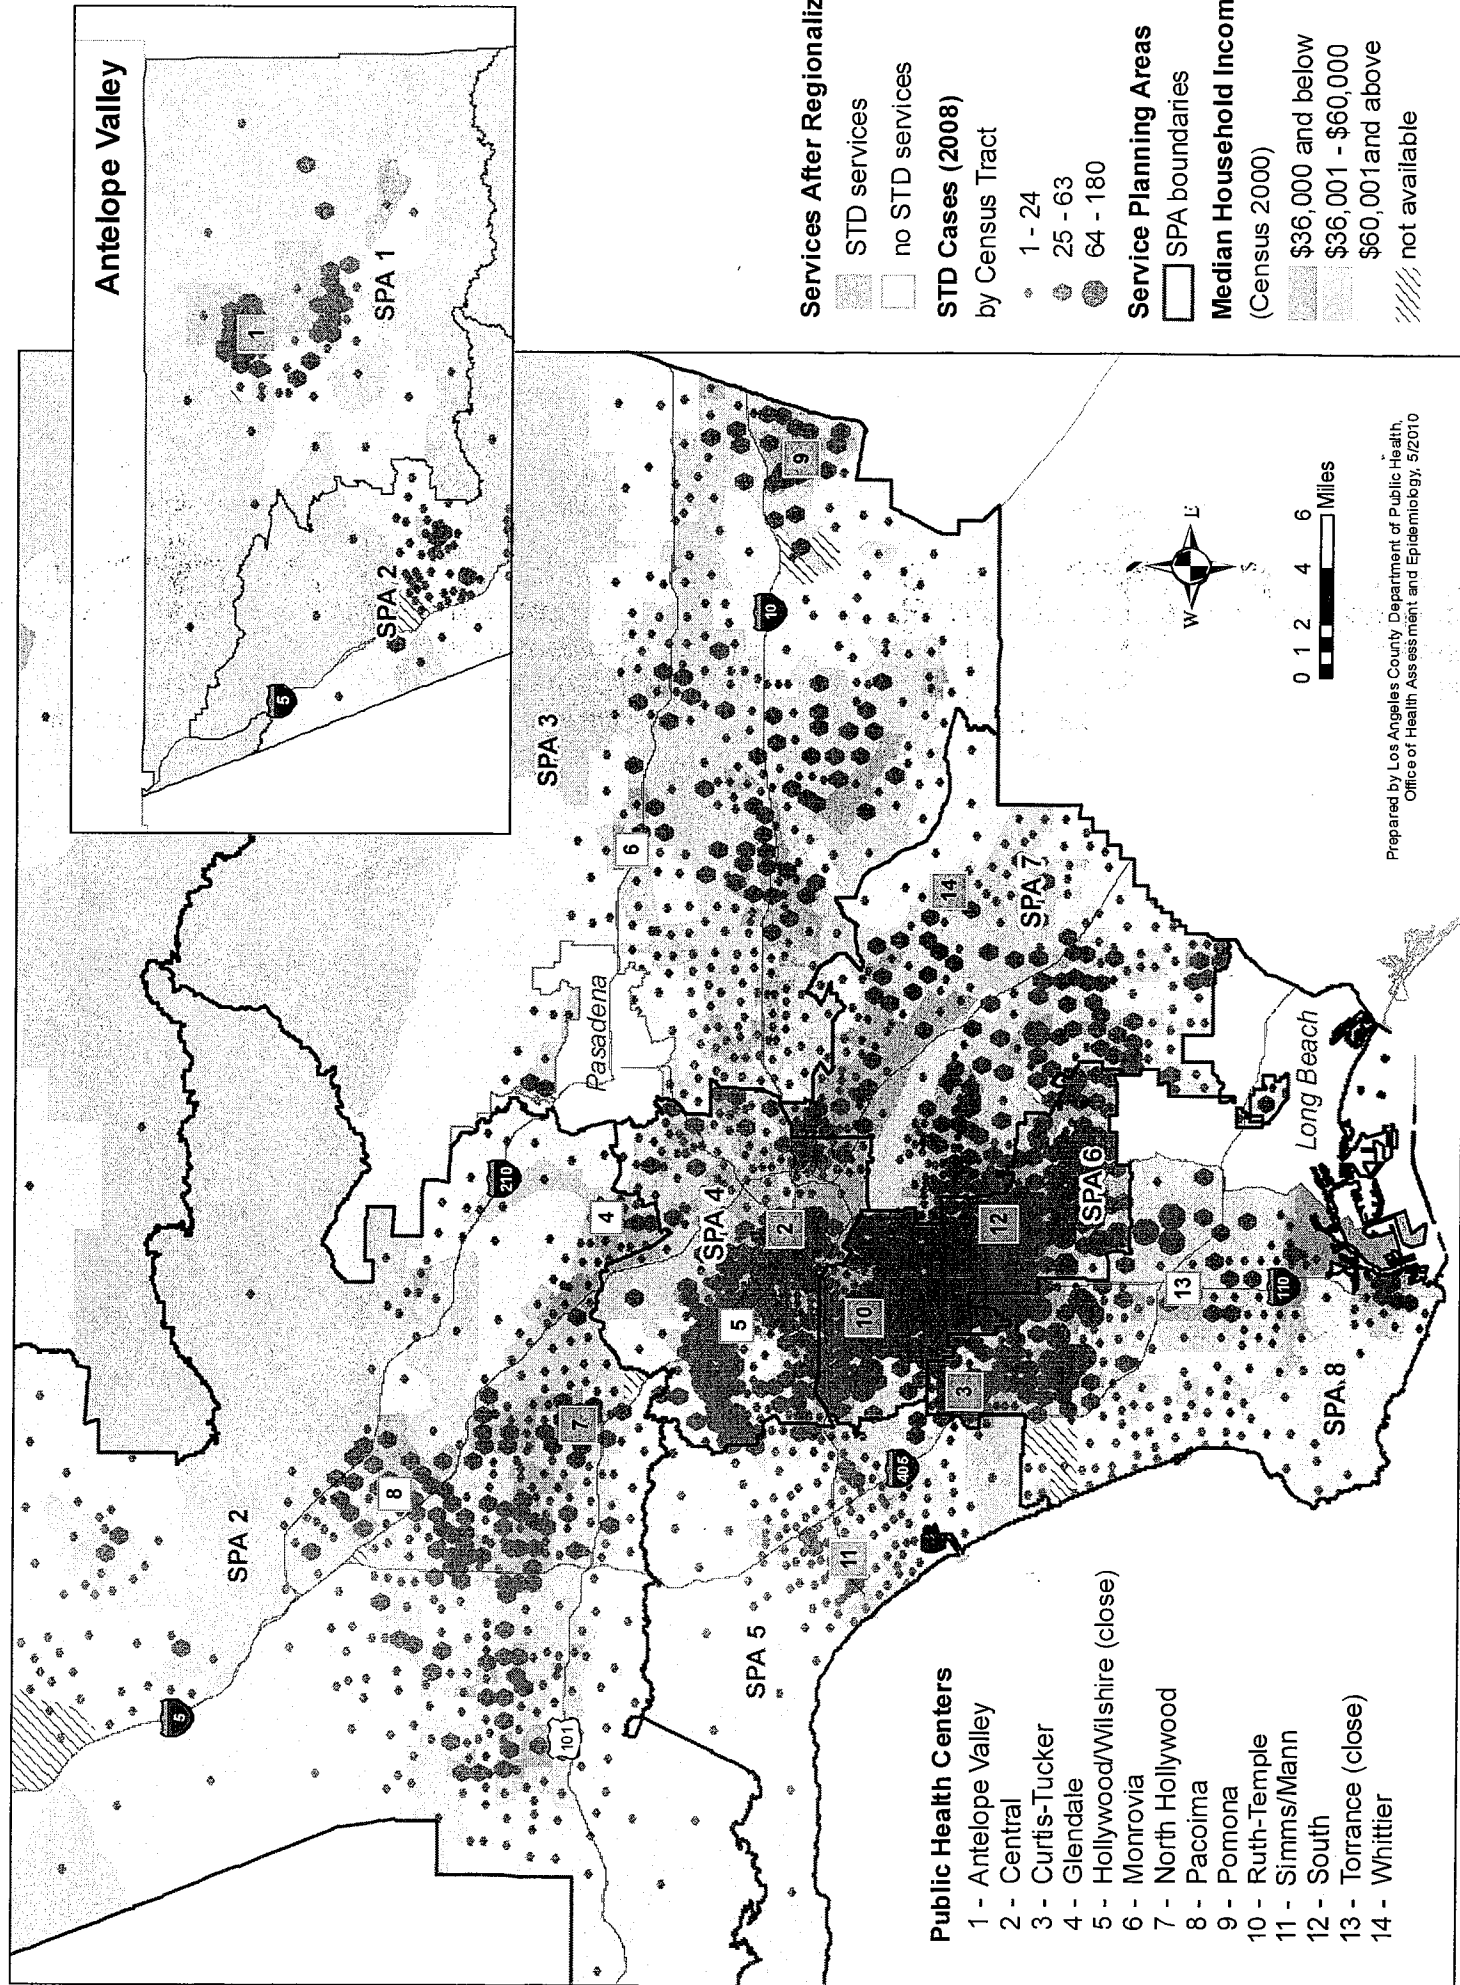 Antelope Valley
SPA 1
1
SPA 2
5
Services After Regionaliz
STD services
no STD services
STD Cases (2008)
by Census Tract
1 - 24
25 - 63
64 - 180
Service Planning Areas
SPA boundaries
Median Household Incom
(Census 2000)
$36,000 and below
$36,001 - $60,000
$60,001and above
not available
SPA 2
5
8
7
101
210
4
Pasadena
6
SPA 3
10
9
SPA 4
5
2
SPA 5
11
405
10
3
12
SPA 6
14
SPA 7
13
110
SPA 8
Long Beach
W
E
S
0 1 2 4 6
Miles
Public Health Centers
1 - Antelope Valley
2 - Central
3 - Curtis-Tucker
4 - Glendale
5 - Hollywood/Wilshire (close)
6 - Monrovia
7 - North Hollywood
8 - Pacoima
9 - Pomona
10 - Ruth-Temple
11 - Simms/Mann
12 - South
13 - Torrance (close)
14 - Whittier
Prepared by Los Angeles County Department of Public Health,
Office of Health Assessment and Epidemiology, 5/2010